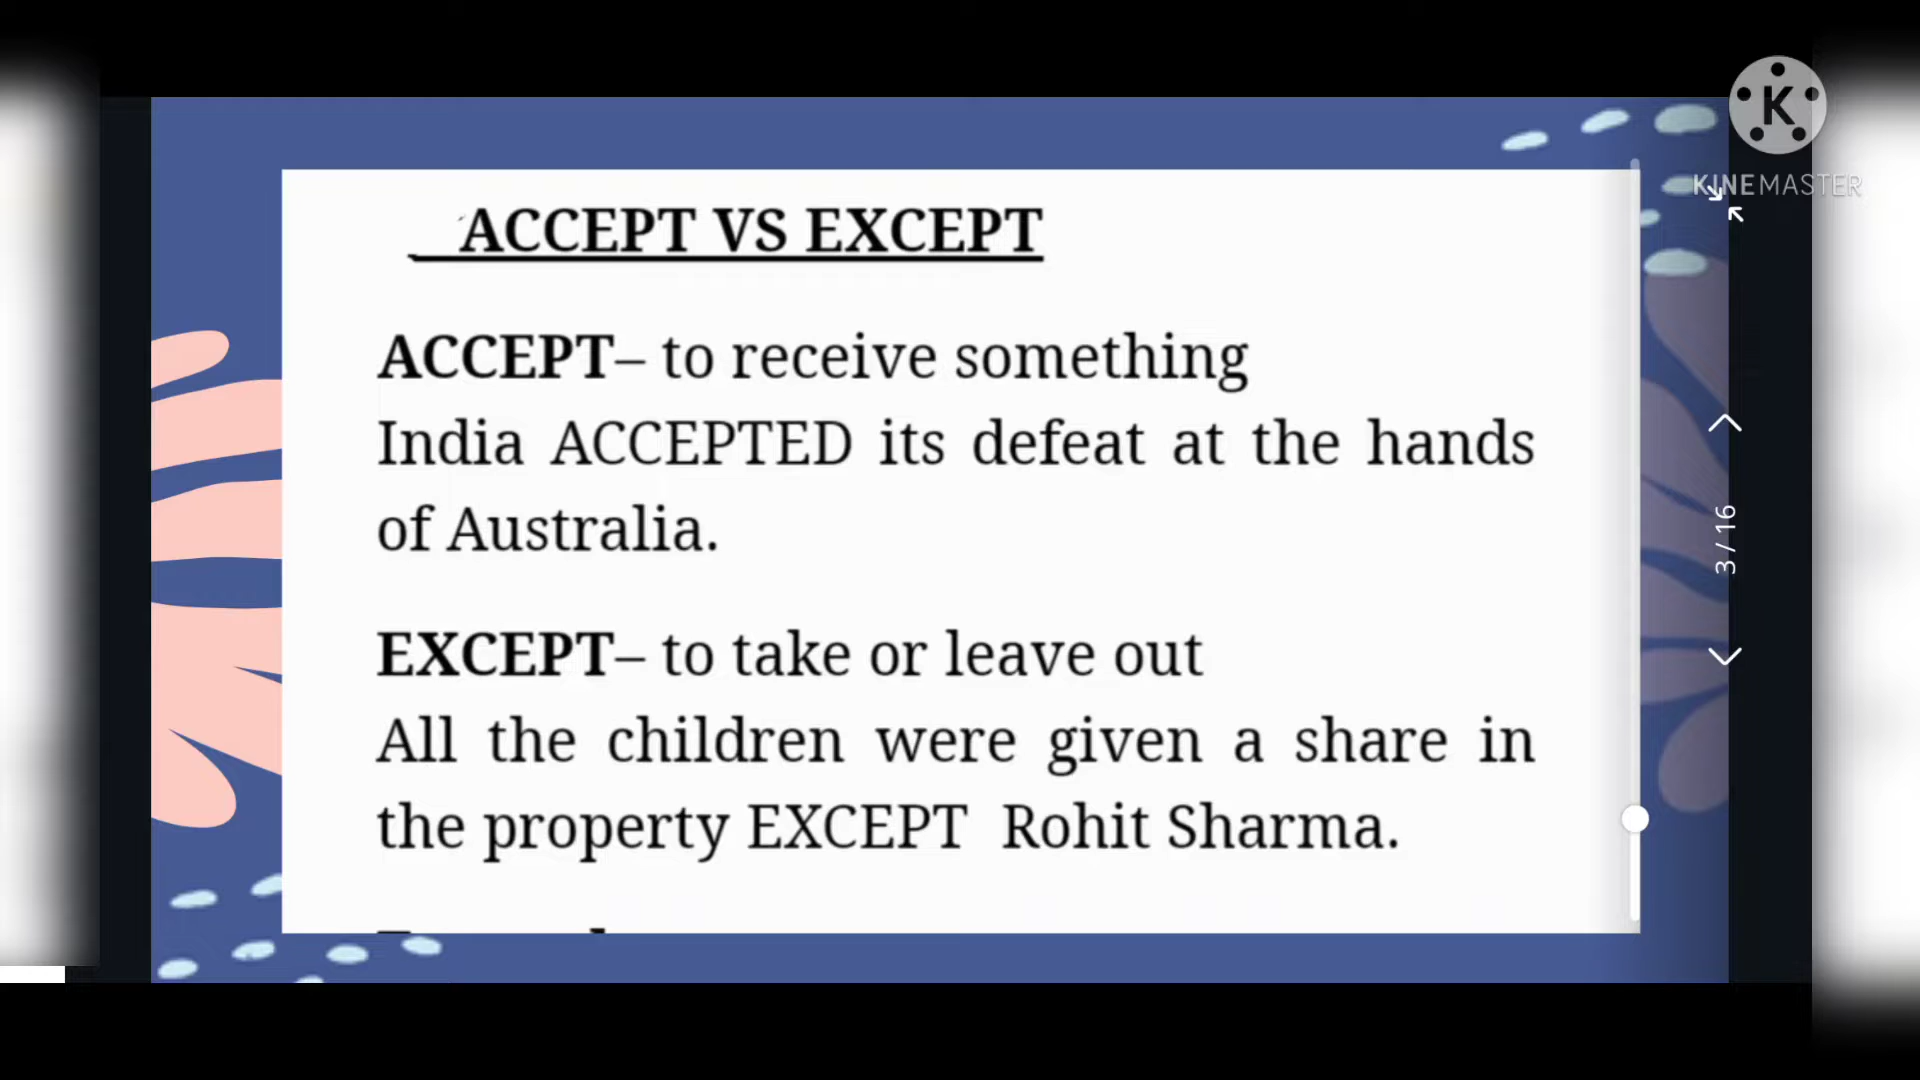 K
KINEMASTER
ACCEPT VS EXCEPT
ACCEPT– to receive something
India ACCEPTED its defeat at the hands
of Australia.
3 / 16
EXCEPT– to take or leave out
All the children were given a share in
the property EXCEPT Rohit Sharma.